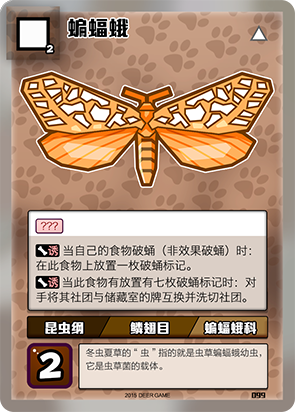 2
蝙蝠蛾
???
诱 当自己的食物破蛹（非效果破蛹）时：
在此食物上放置一枚破蛹标记。
诱 当此食物有放置有七枚破蛹标记时：对
手将其社团与储藏室的牌互换并洗切社团。
昆虫纲 鳞翅目 蝙蝠蛾科
2
冬虫夏草的“虫”指的就是虫草蝙蝠蛾幼虫，
它是虫草菌的载体。
2015 DEER GAME
099